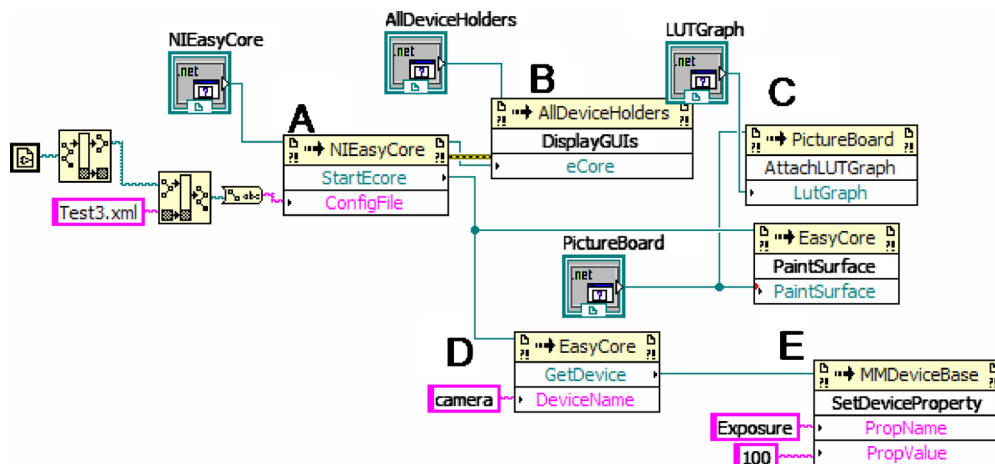 AllDeviceHolders
NIEasyCore
LUTGraph
.net
?
.net
?
.net
?
B
C
A
AllDeviceHolders
DisplayGUIs
eCore
NIEasyCore
StartEcore
ConfigFile
PictureBoard
AttachLUTGraph
LutGraph
abc
Test3.xml
PictureBoard
.net
?
EasyCore
PaintSurface
PaintSurface
D
E
EasyCore
GetDevice
DeviceName
camera
MMDeviceBase
SetDeviceProperty
PropName
PropValue
Exposure
100